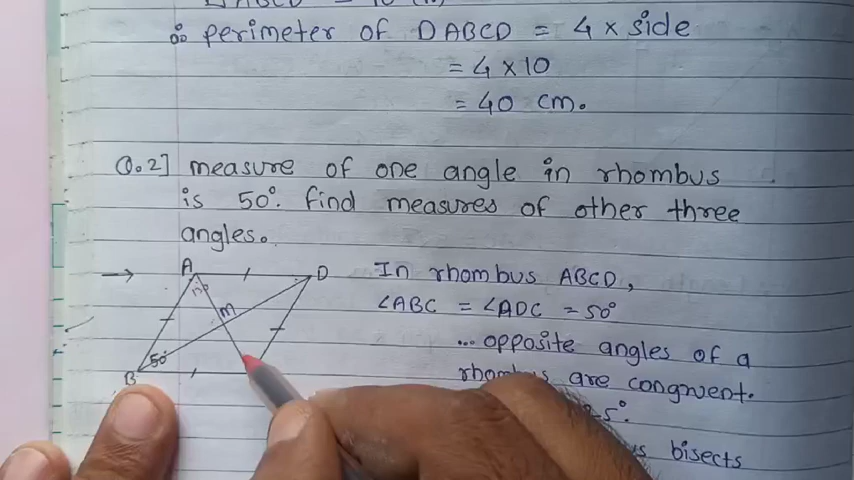 ∴ perimeter of □ABCD = 4 × side
= 4 × 10
= 40 cm.
Q.2] measure of one angle in rhombus
is 50°. find measures of other three
angles.
→ A D In rhombus ABCD,
∠ABC = ∠ADC = 50°
m
...opposite angles of a
50°
B
rhombus are congruent.
bisects